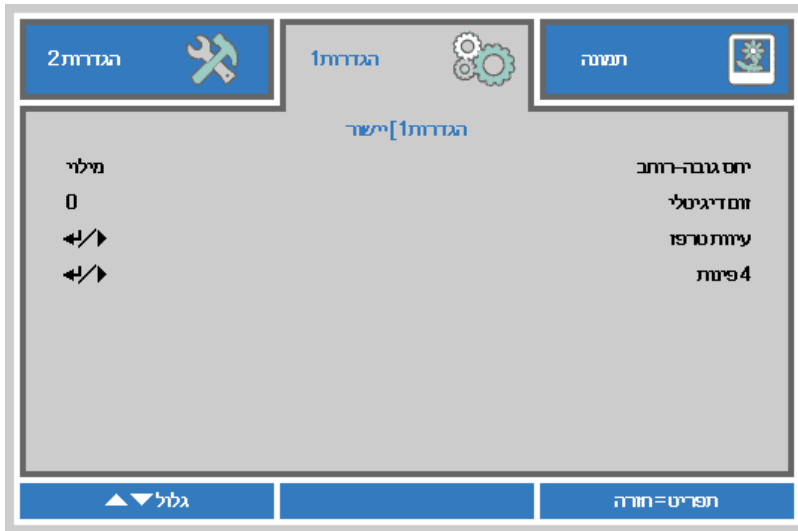 תמונה
הגדרות1
הגדרות2
הגדרות1]יישור
יחס גובה-רוחב מילוי
זום דיגיטלי 0
עיוות טרפז
4 פינות
תפריט=חזרה
גלול